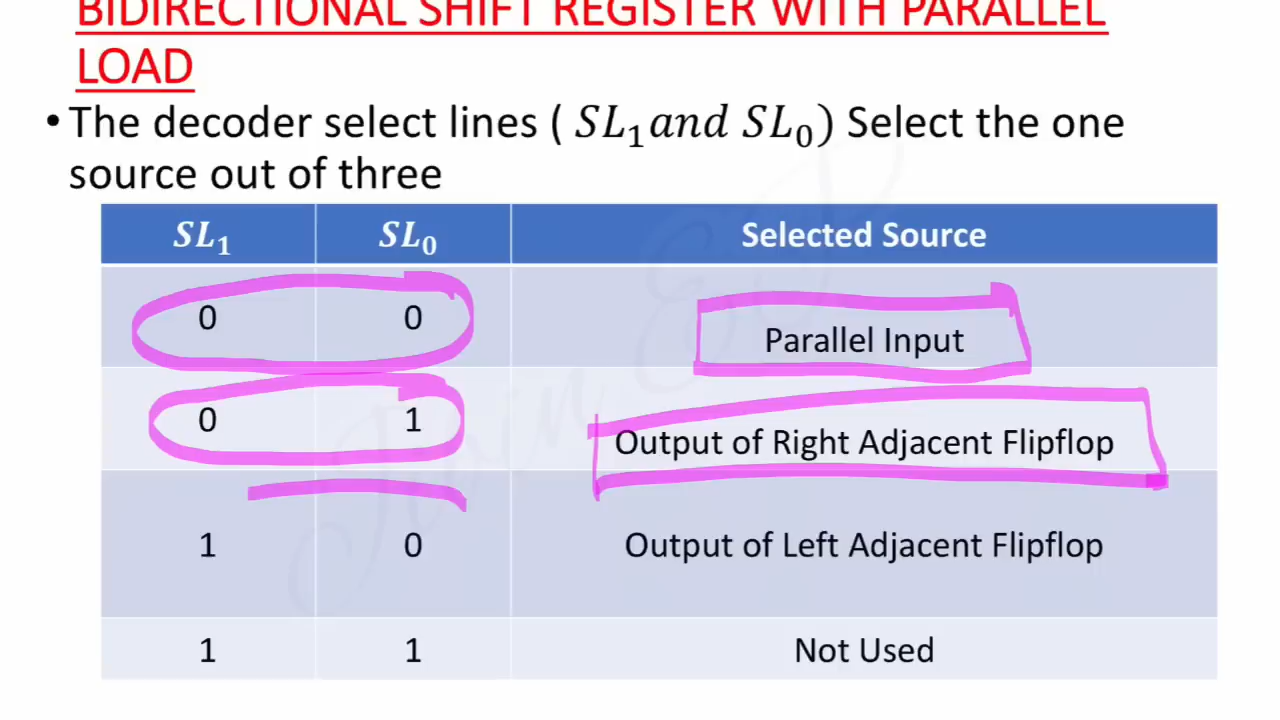 BIDIRECTIONAL SHIFT REGISTER WITH PARALLEL
LOAD
• The decoder select lines ( SL₁ and SL₀) Select the one
source out of three
SL₁ SL₀ Selected Source
0 0 Parallel Input
0 1 Output of Right Adjacent Flipflop
1 0 Output of Left Adjacent Flipflop
1 1 Not Used